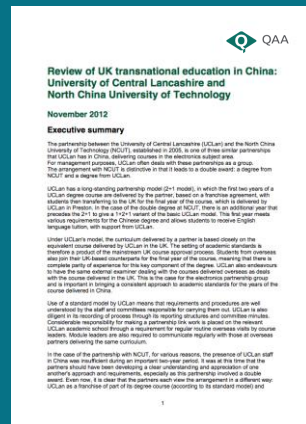 QAA
Review of UK transnational education in China:
University of Central Lancashire and
North China University of Technology
November 2012
Executive summary
The partnership between the University of Central Lancashire (UCLan) and the North China
University of Technology (NCUT), established in 2005, is one of three similar partnerships
that UCLan has in China, delivering courses in the electronics subject area.
For management purposes, UCLan often deals with these partnerships as a group.
The arrangement with NCUT is distinctive in that it leads to a double award: a degree from
NCUT and a degree from UCLan.
UCLan has a long-standing partnership model (2+1 model), in which the first two years of a
UCLan degree course are delivered by the partner, based on a franchise agreement, with
students then transferring to the UK for the final year of the course, which is delivered by
UCLan in Preston. In the case of the double degree at NCUT, there is an additional year that
precedes the 2+1 to give a 1+2+1 variant of the basic UCLan model. This first year meets
various requirements for the Chinese degree and allows students to receive English
language tuition, with support from UCLan.
Under UCLan's model, the curriculum delivered by a partner is based closely on the
equivalent course delivered by UCLan in the UK. The setting of academic standards is
therefore a product of the mainstream UK course approval process. Students from overseas
also join their UK-based counterparts for the final year of the course, meaning that there is
complete parity of experience for this key component of the degree. UCLan also endeavours
to have the same external examiner dealing with the courses delivered overseas as deals
with the course delivered in the UK. This is the case for the electronics partnership group
and is important in bringing a consistent approach to academic standards for the years of the
course delivered in China.
Use of a standard model by UCLan means that requirements and procedures are well
understood by the staff and committees responsible for carrying them out. UCLan is also
diligent in its recording of process through its reporting structures and committee minutes.
Considerable responsibility for making a partnership link work is placed on the relevant
UCLan academic school through a requirement for regular routine overseas visits by course
leaders. Module leaders are also required to communicate regularly with those at overseas
partners delivering the same curriculum.
In the case of the partnership with NCUT, for various reasons, the presence of UCLan staff
in China was insufficient during an important two-year period. It was at this time that the
partners should have been developing a clear understanding and appreciation of one
another's approach and requirements, especially as this partnership involved a double
award. Even now, it is clear that the partners each view the arrangement in a different way:
UCLan as a franchise of part of its degree course (according to its standard model) and
1